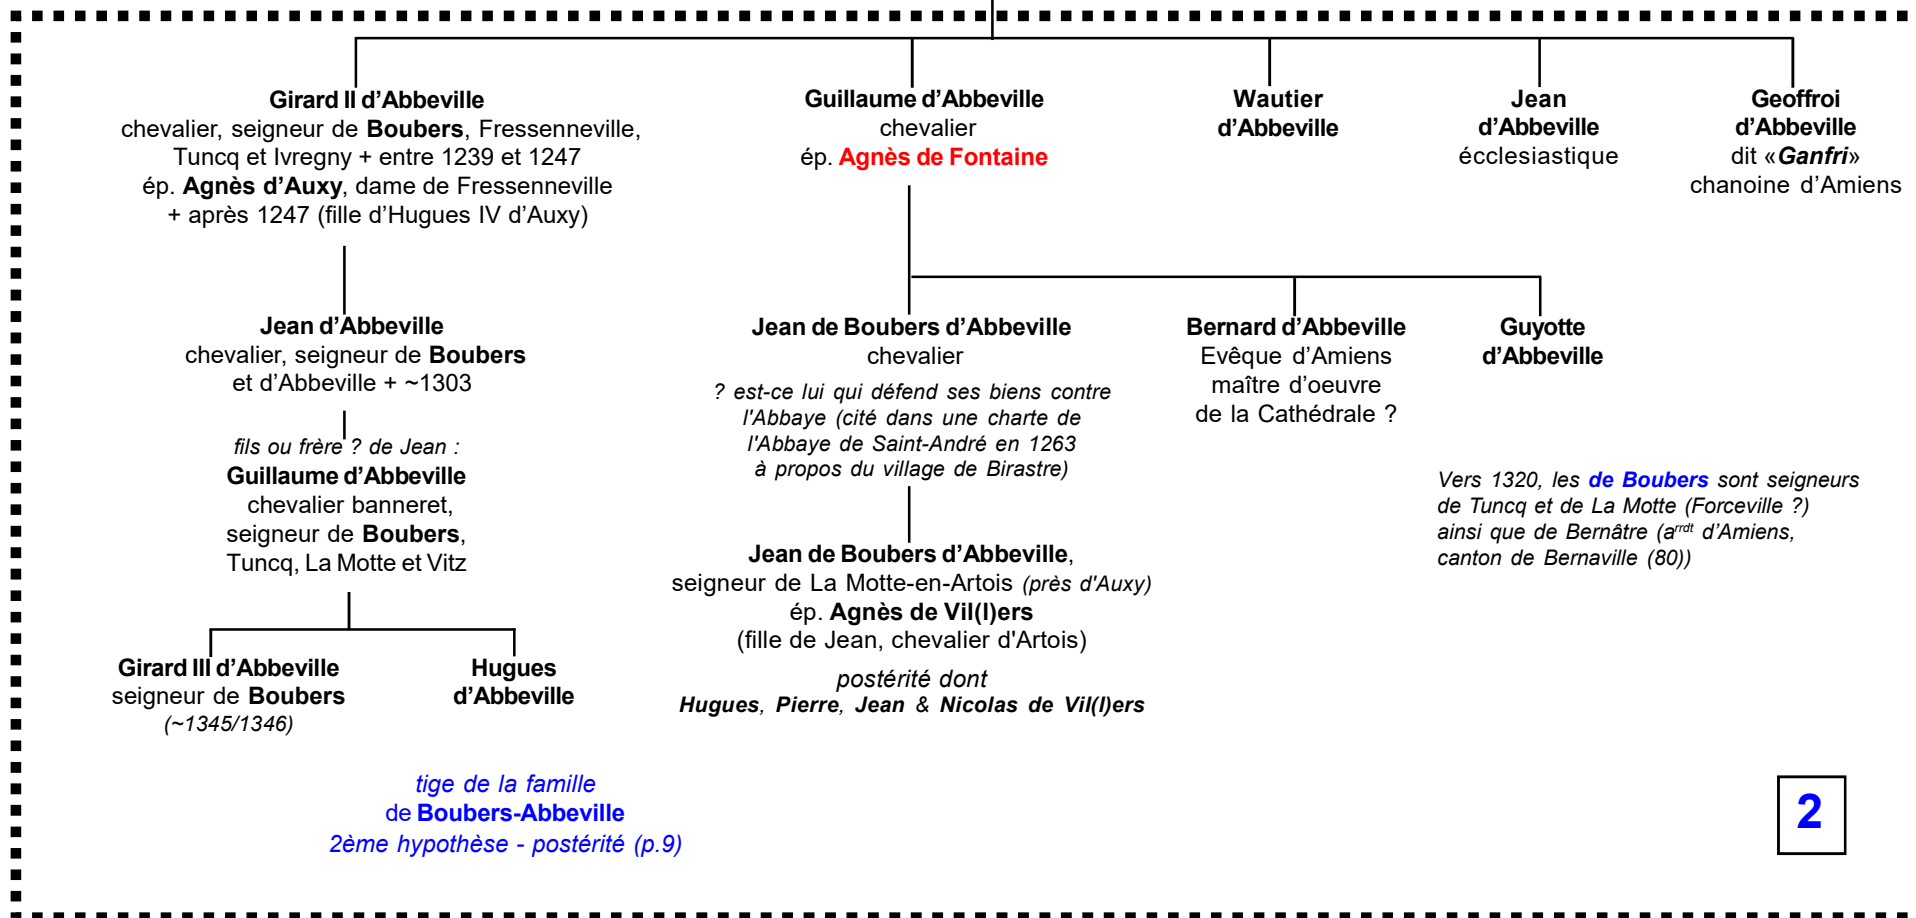 Girard II d’Abbeville
chevalier, seigneur de Boubers, Fressenneville,
Tuncq et Ivregny + entre 1239 et 1247
ép. Agnès d’Auxy, dame de Fressenneville
+ après 1247 (fille d’Hugues IV d’Auxy)
Guillaume d’Abbeville
chevalier
ép. Agnès de Fontaine
Wautier
d’Abbeville
Jean
d’Abbeville
écclesiastique
Geoffroi
d’Abbeville
dit «Ganfri»
chanoine d’Amiens
Jean d’Abbeville
chevalier, seigneur de Boubers
et d’Abbeville + ~1303
fils ou frère ? de Jean :
Guillaume d’Abbeville
chevalier banneret,
seigneur de Boubers,
Tuncq, La Motte et Vitz
Jean de Boubers d’Abbeville
chevalier
? est-ce lui qui défend ses biens contre
l'Abbaye (cité dans une charte de
l'Abbaye de Saint-André en 1263
à propos du village de Birastre)
Bernard d’Abbeville
Evêque d’Amiens
maître d’oeuvre
de la Cathédrale ?
Guyotte
d’Abbeville
Vers 1320, les de Boubers sont seigneurs
de Tuncq et de La Motte (Forceville ?)
ainsi que de Bernâtre (arrdt d’Amiens,
canton de Bernaville (80))
Jean de Boubers d’Abbeville,
seigneur de La Motte-en-Artois (près d'Auxy)
ép. Agnès de Vil(l)ers
(fille de Jean, chevalier d'Artois)
postérité dont
Hugues, Pierre, Jean & Nicolas de Vil(l)ers
Girard III d’Abbeville
seigneur de Boubers
(~1345/1346)
Hugues
d’Abbeville
tige de la famille
de Boubers-Abbeville
2ème hypothèse - postérité (p.9)
2